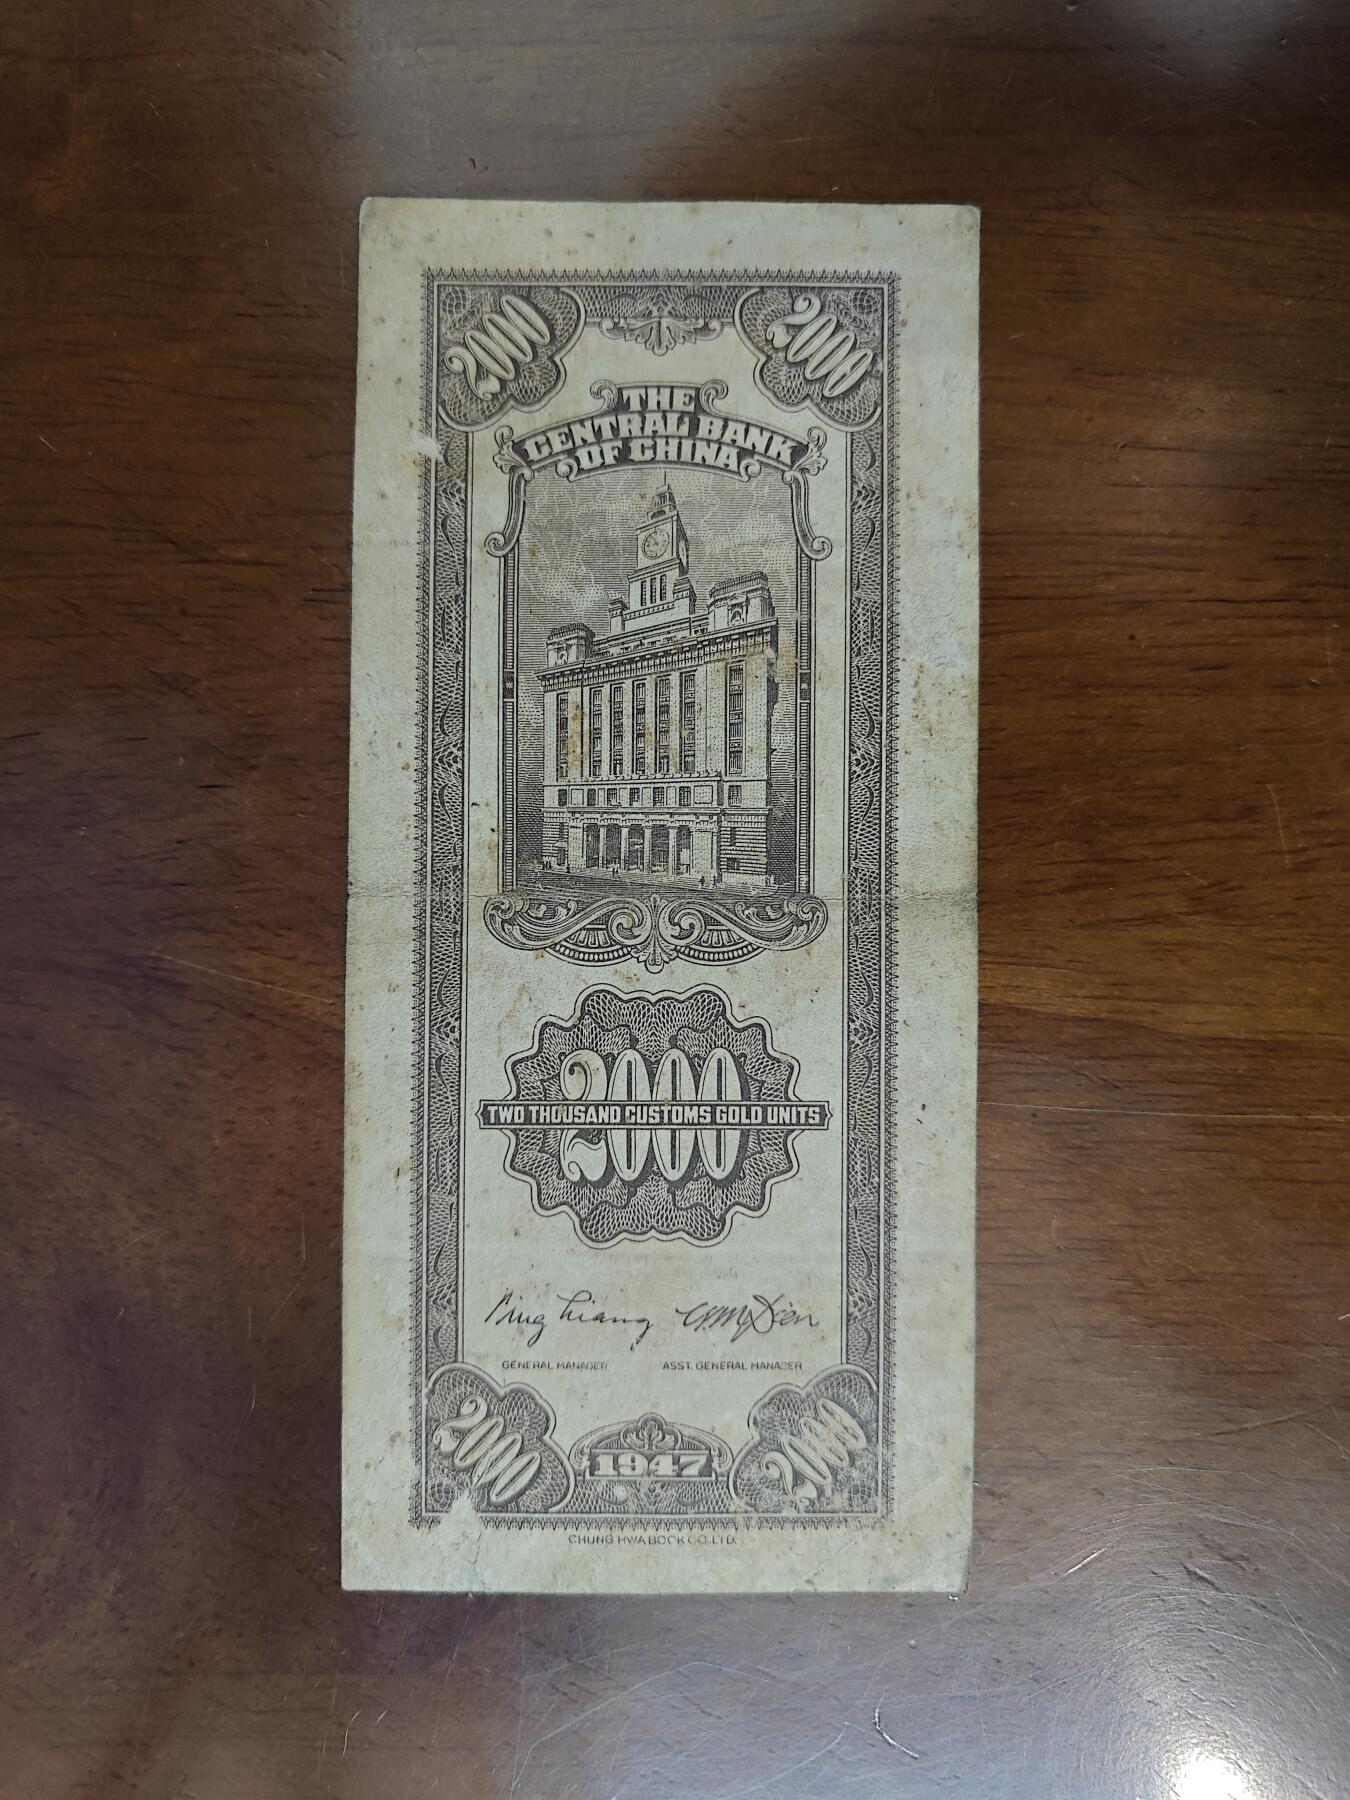 2000 2000
THE
CENTRAL BANK
OF CHINA
2000
TWO THOUSAND CUSTOMS GOLD UNITS
GENERAL MANAGER ASST. GENERAL MANAGER
2000 1947 2000
CHUNG HWA BOOK CO. LTD.